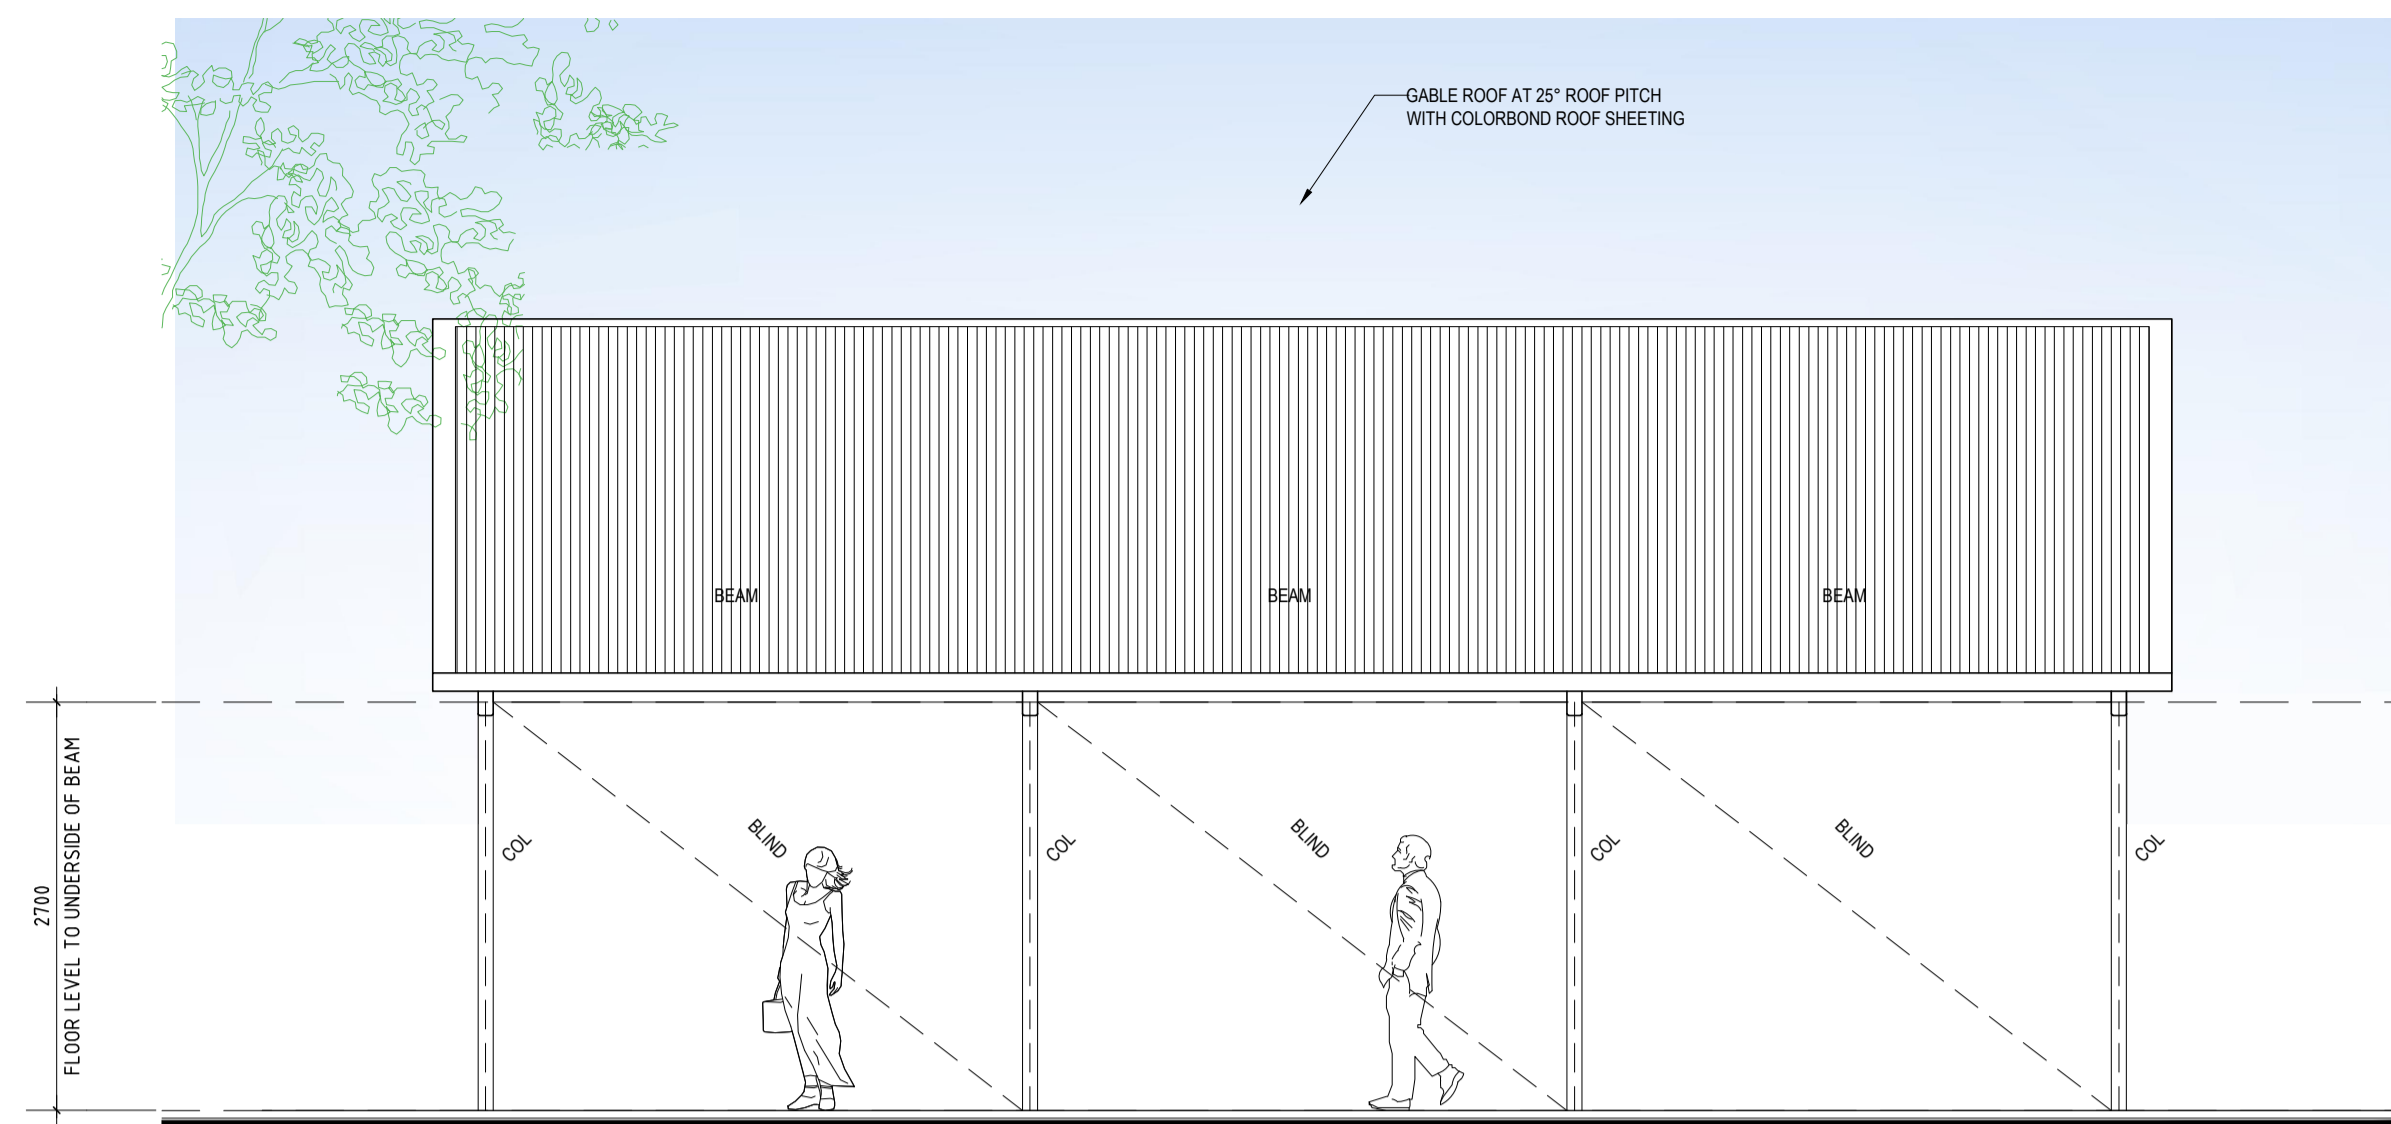 GABLE ROOF AT 25° ROOF PITCH
WITH COLORBOND ROOF SHEETING
BEAM
BEAM
BEAM
2700
FLOOR LEVEL TO UNDERSIDE OF BEAM
COL
BLIND
COL
BLIND
COL
BLIND
COL